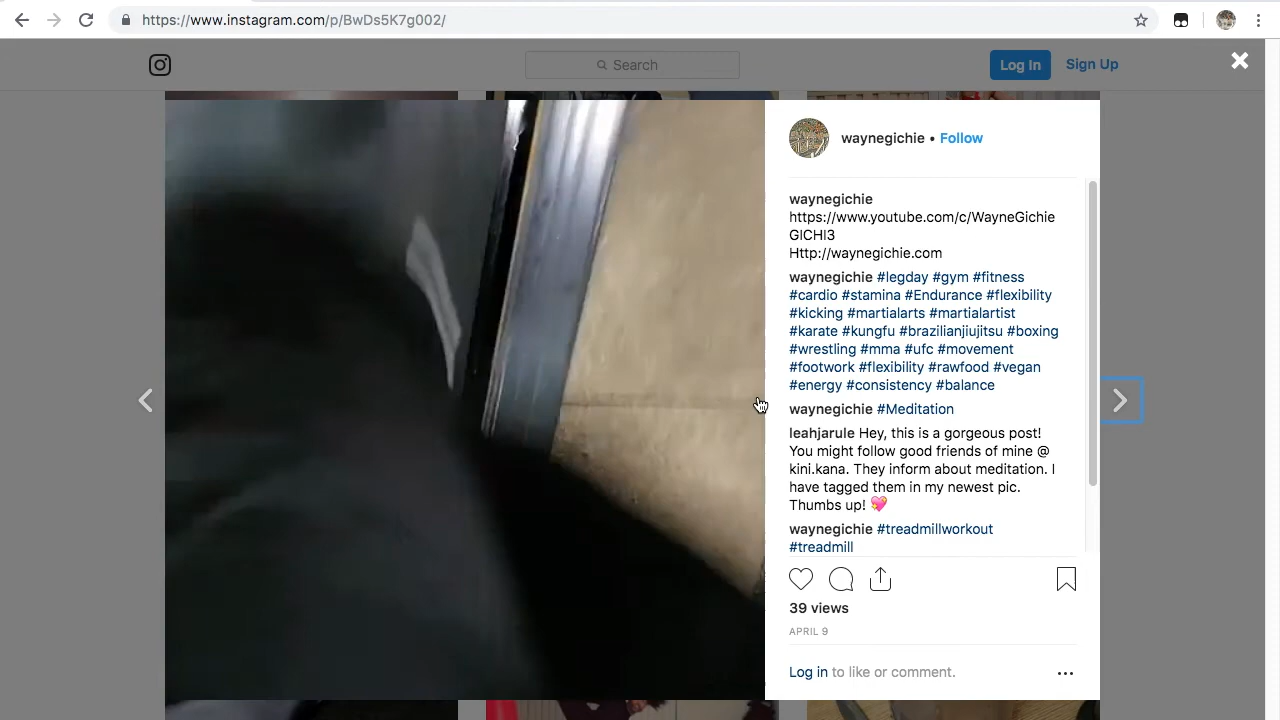 https://www.instagram.com/p/BwDs5K7g002/
Search
Log In
Sign Up
waynegichie • Follow
waynegichie
https://www.youtube.com/c/WayneGichie
GICHI3
Http://waynegichie.com
waynegichie #legday #gym #fitness
#cardio #stamina #Endurance #flexibility
#kicking #martialarts #martialartist
#karate #kungfu #brazilianjiujitsu #boxing
#wrestling #mma #ufc #movement
#footwork #flexibility #rawfood #vegan
#energy #consistency #balance
waynegichie #Meditation
leahjarule Hey, this is a gorgeous post!
You might follow good friends of mine @
kini.kana. They inform about meditation. I
have tagged them in my newest pic.
Thumbs up! 💖
waynegichie #treadmillworkout
#treadmill
39 views
APRIL 9
Log in to like or comment.